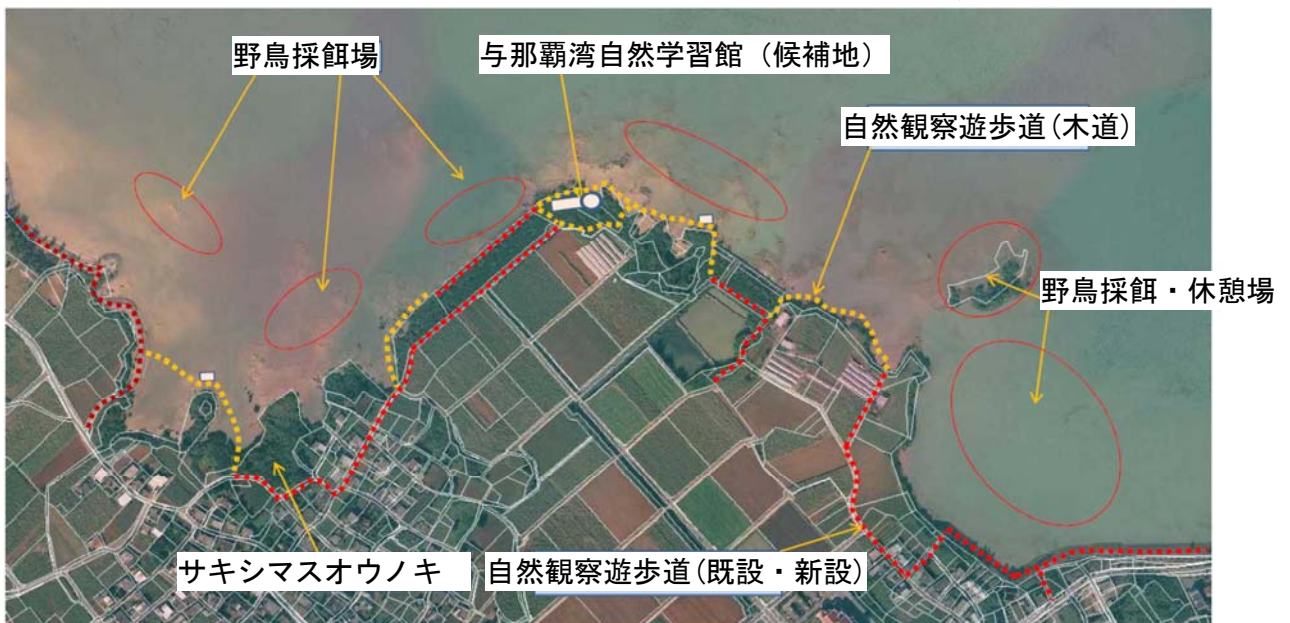 野鳥採餌場
与那覇湾自然学習館（候補地）
自然観察遊歩道(木道)
野鳥採餌・休憩場
サキシマスオウノキ
自然観察遊歩道(既設・新設)